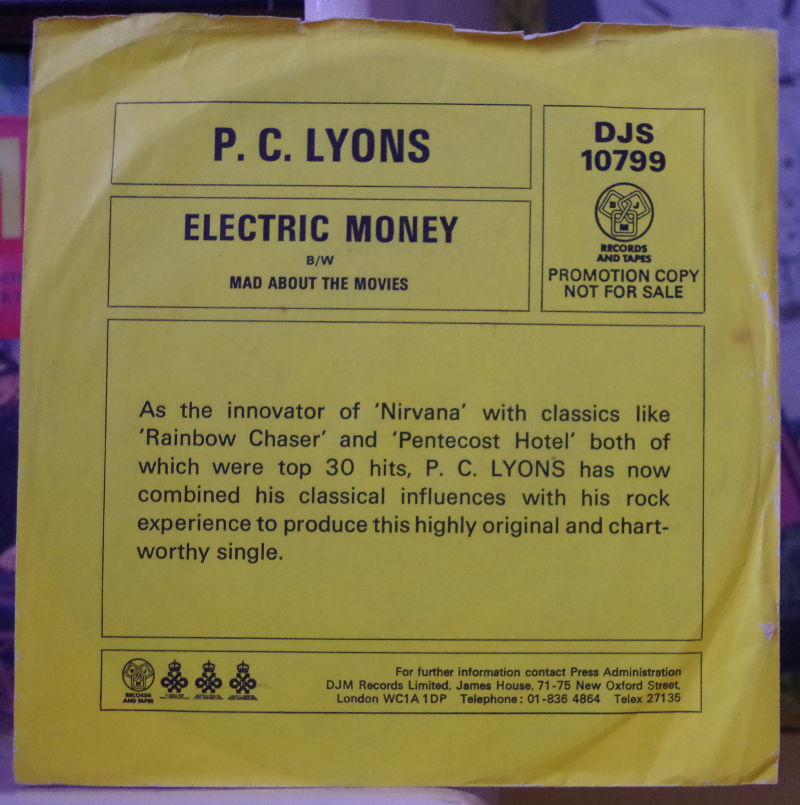 P. C. LYONS
ELECTRIC MONEY
B/W
MAD ABOUT THE MOVIES
DJS
10799
DJM
RECORDS
AND TAPES
PROMOTION COPY
NOT FOR SALE
As the innovator of 'Nirvana' with classics like
'Rainbow Chaser' and 'Pentecost Hotel' both of
which were top 30 hits, P. C. LYONS has now
combined his classical influences with his rock
experience to produce this highly original and chart-
worthy single.
RECORDS
AND TAPES
For further information contact Press Administration
DJM Records Limited, James House, 71-75 New Oxford Street,
London WC1A 1DP Telephone: 01-836 4864 Telex 27135